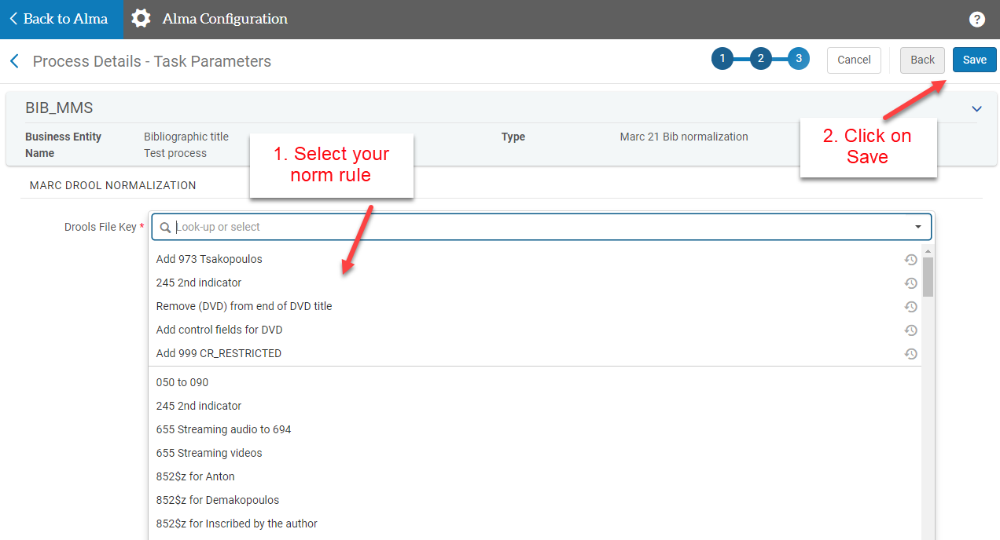 Back to Alma
Alma Configuration
?
Process Details - Task Parameters
1
2
3
Cancel
Back
Save
BIB_MMS
Business Entity
Bibliographic title
Type
Marc 21 Bib normalization
Name
Test process
1. Select your
norm rule
2. Click on
Save
MARC DROOL NORMALIZATION
Drools File Key *
Look-up or select
Add 973 Tsakopoulos
245 2nd indicator
Remove (DVD) from end of DVD title
Add control fields for DVD
Add 999 CR_RESTRICTED
050 to 090
245 2nd indicator
655 Streaming audio to 694
655 Streaming videos
852$z for Anton
852$z for Demakopoulos
852$z for Inscribed by the author